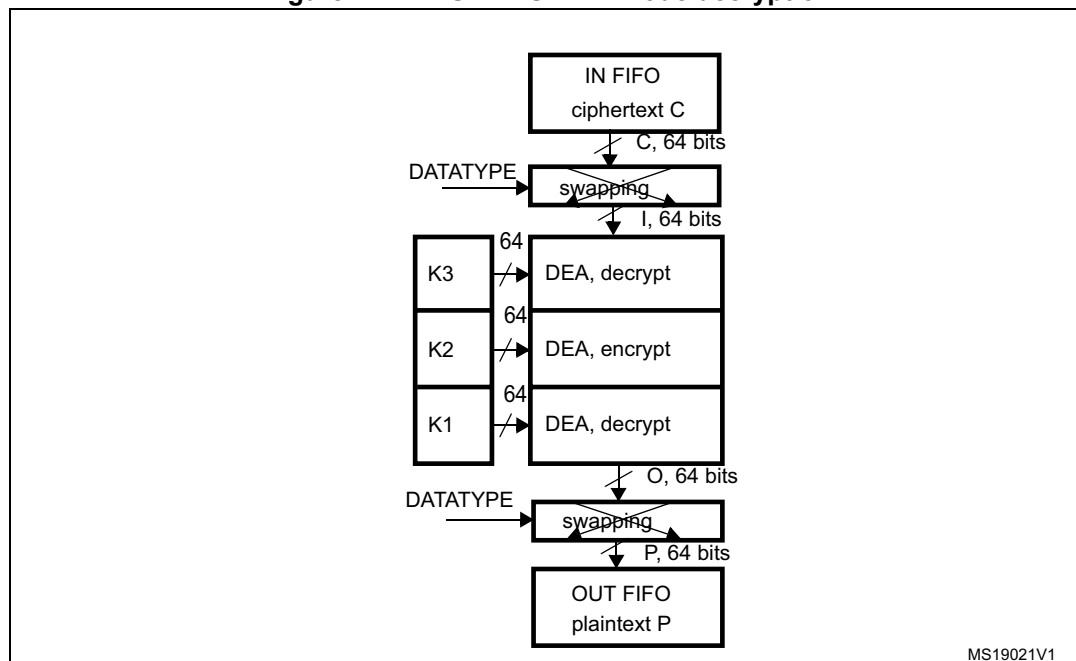 IN FIFO
ciphertext C
C, 64 bits
DATATYPE
swapping
I, 64 bits
64
K3
DEA, decrypt
64
K2
DEA, encrypt
64
K1
DEA, decrypt
O, 64 bits
DATATYPE
swapping
P, 64 bits
OUT FIFO
plaintext P
MS19021V1